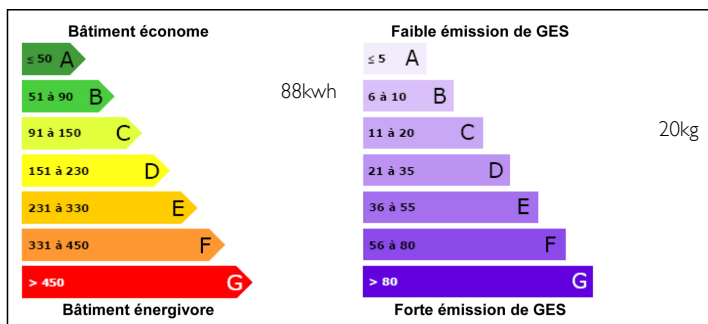 Bâtiment économe
≤ 50 A
51 à 90 B
88kwh
91 à 150 C
151 à 230 D
231 à 330 E
331 à 450 F
> 450 G
Bâtiment énergivore
Faible émission de GES
≤ 5 A
6 à 10 B
11 à 20 C
20kg
21 à 35 D
36 à 55 E
56 à 80 F
> 80 G
Forte émission de GES